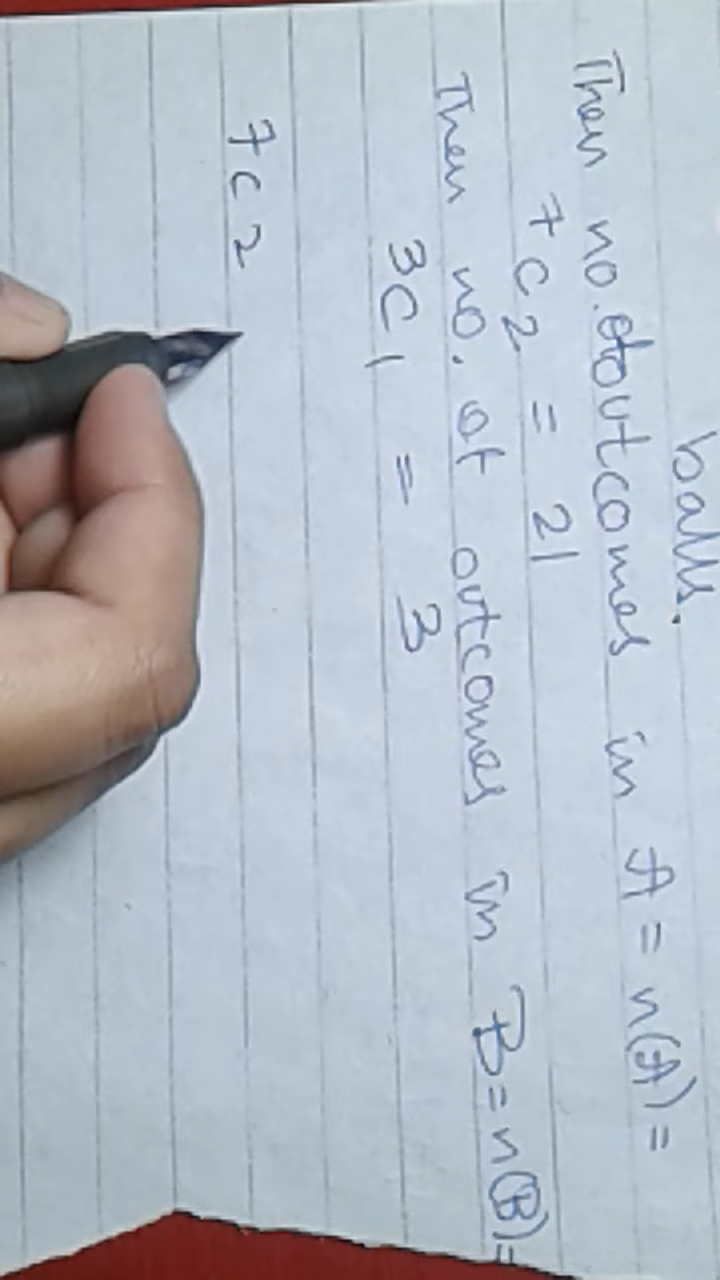 balls.
Then no. of outcomes in A = n(A) =
7C2 = 21
Then no. of outcomes in B = n(B) =
3C1 = 3
7C2